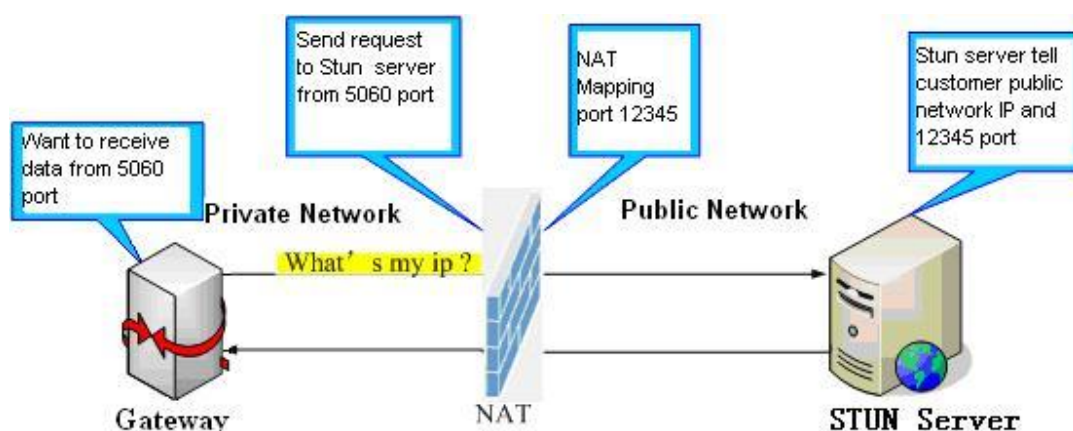 Send request
to Stun server
from 5060 port
NAT
Mapping
port 12345
Stun server tell
customer public
network IP and
12345 port
Want to receive
data from 5060
port
Private Network
Public Network
What's my ip ?
Gateway
NAT
STUN Server